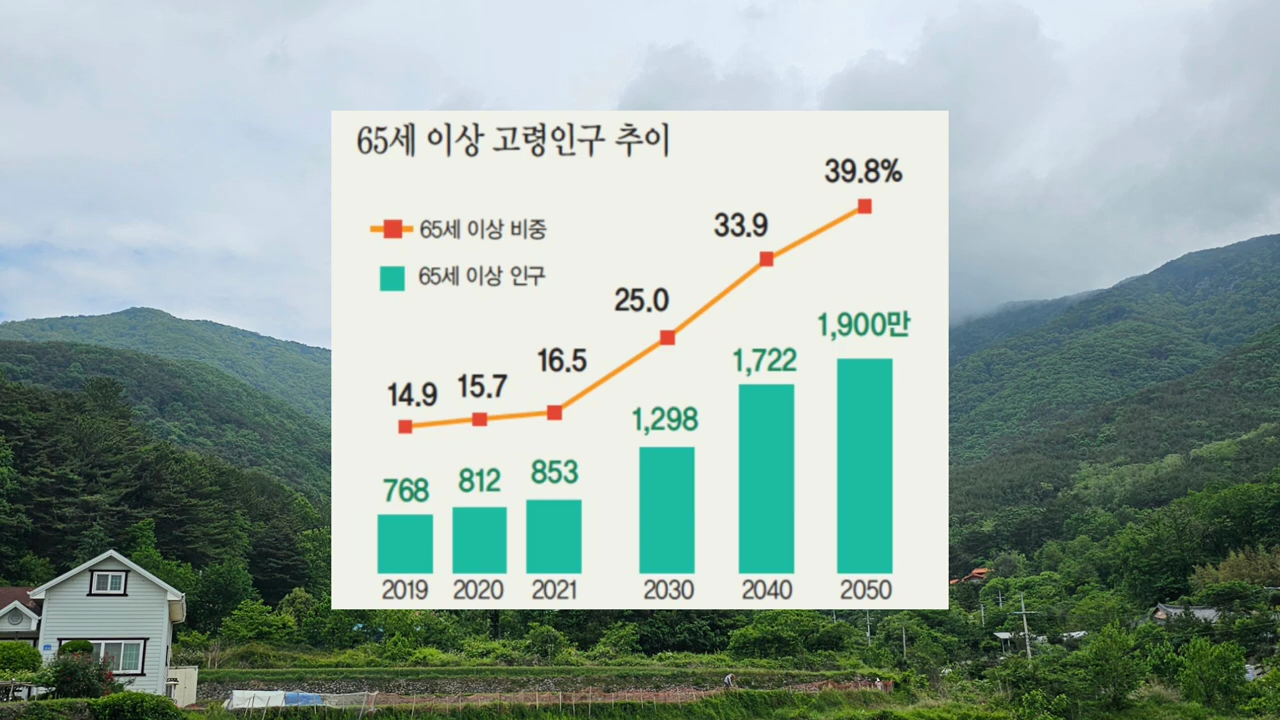 65세 이상 고령인구 추이
65세 이상 비중
65세 이상 인구
14.9
15.7
16.5
25.0
33.9
39.8%
768
812
853
1,298
1,722
1,900만
2019 2020 2021 2030 2040 2050